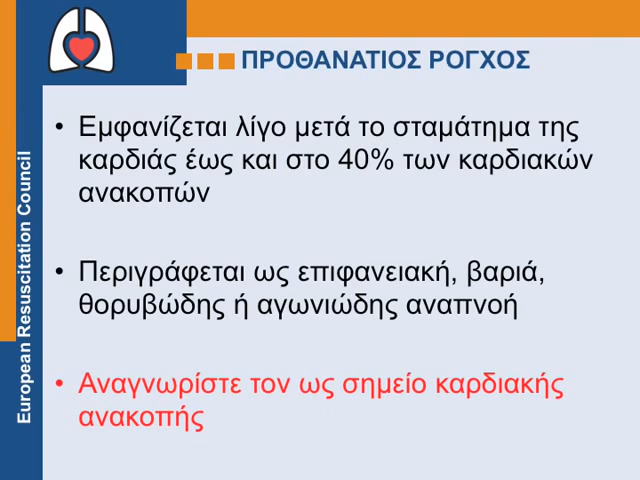 ΠΡΟΘΑΝΑΤΙΟΣ ΡΟΓΧΟΣ
• Εμφανίζεται λίγο μετά το σταμάτημα της
καρδιάς έως και στο 40% των καρδιακών
ανακοπών
• Περιγράφεται ως επιφανειακή, βαριά,
θορυβώδης ή αγωνιώδης αναπνοή
• Αναγνωρίστε τον ως σημείο καρδιακής
ανακοπής
European Resuscitation Council